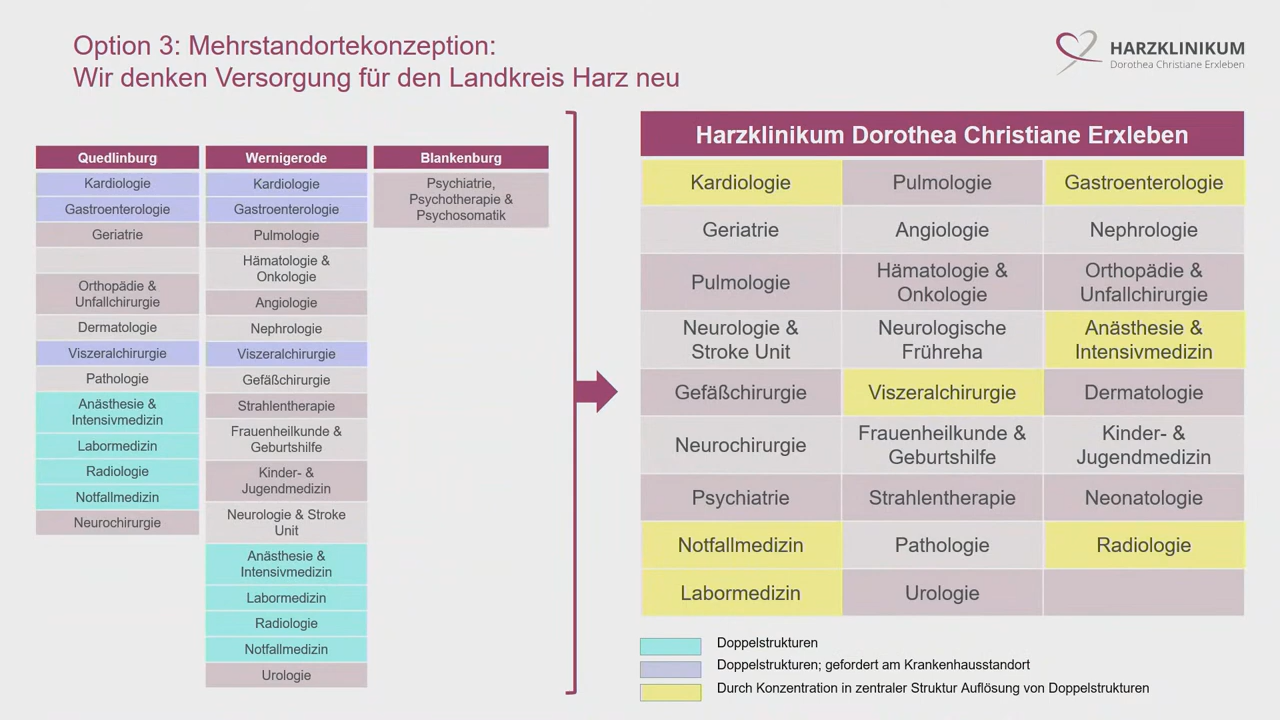 Option 3: Mehrstandortekonzeption:
Wir denken Versorgung für den Landkreis Harz neu
HARZKLINIKUM
Dorothea Christiane Erxleben
Quedlinburg
Kardiologie
Gastroenterologie
Geriatrie
Orthopädie &
Unfallchirurgie
Dermatologie
Viszeralchirurgie
Pathologie
Anästhesie &
Intensivmedizin
Labormedizin
Radiologie
Notfallmedizin
Neurochirurgie
Wernigerode
Kardiologie
Gastroenterologie
Pulmologie
Hämatologie &
Onkologie
Angiologie
Nephrologie
Viszeralchirurgie
Gefäßchirurgie
Strahlentherapie
Frauenheilkunde &
Geburtshilfe
Kinder- &
Jugendmedizin
Neurologie & Stroke
Unit
Anästhesie &
Intensivmedizin
Labormedizin
Radiologie
Notfallmedizin
Urologie
Blankenburg
Psychiatrie,
Psychotherapie &
Psychosomatik
Harzklinikum Dorothea Christiane Erxleben
Kardiologie
Pulmologie
Gastroenterologie
Geriatrie
Angiologie
Nephrologie
Pulmologie
Hämatologie &
Onkologie
Orthopädie &
Unfallchirurgie
Neurologie &
Stroke Unit
Neurologische
Frühreha
Anästhesie &
Intensivmedizin
Gefäßchirurgie
Viszeralchirurgie
Dermatologie
Neurochirurgie
Frauenheilkunde &
Geburtshilfe
Kinder- &
Jugendmedizin
Psychiatrie
Strahlentherapie
Neonatologie
Notfallmedizin
Pathologie
Radiologie
Labormedizin
Urologie
Doppelstrukturen
Doppelstrukturen; gefordert am Krankenhausstandort
Durch Konzentration in zentraler Struktur Auflösung von Doppelstrukturen